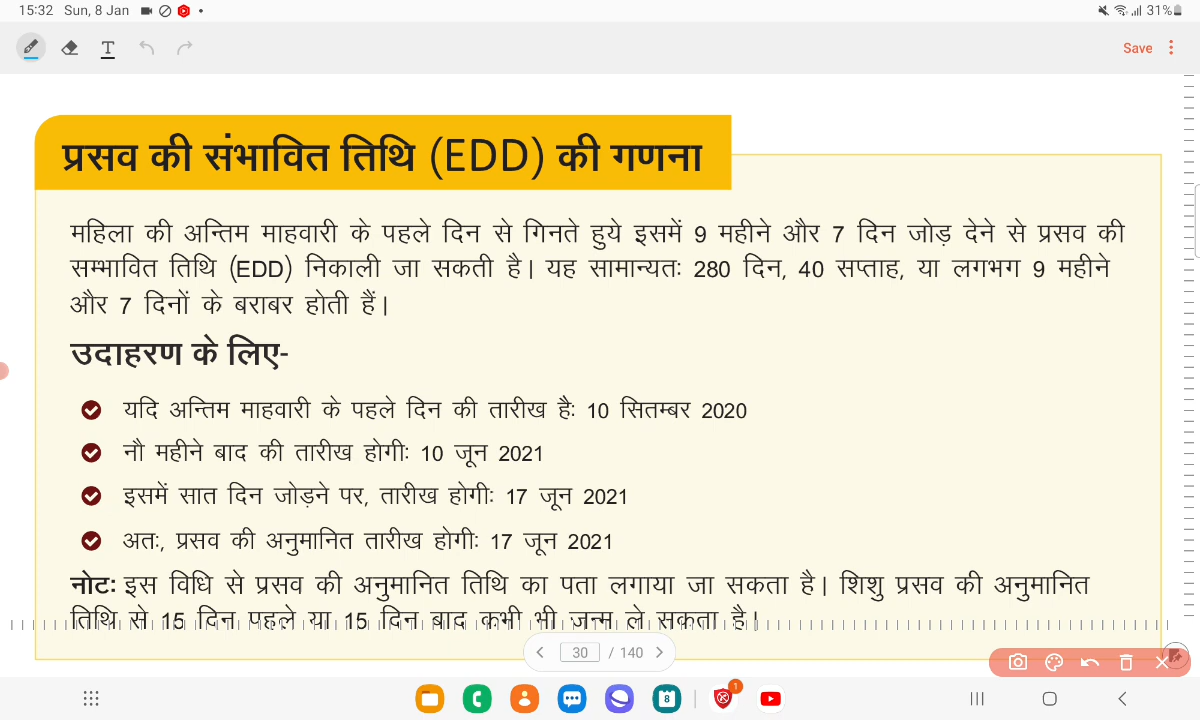 15:32 Sun, 8 Jan
31%
Save
प्रसव की संभावित तिथि (EDD) की गणना
महिला की अन्तिम माहवारी के पहले दिन से गिनते हुये इसमें 9 महीने और 7 दिन जोड़ देने से प्रसव की
सम्भावित तिथि (EDD) निकाली जा सकती है। यह सामान्यतः 280 दिन, 40 सप्ताह, या लगभग 9 महीने
और 7 दिनों के बराबर होती हैं।
उदाहरण के लिए-
यदि अन्तिम माहवारी के पहले दिन की तारीख हैः 10 सितम्बर 2020
नौ महीने बाद की तारीख होगीः 10 जून 2021
इसमें सात दिन जोड़ने पर, तारीख होगीः 17 जून 2021
अतः, प्रसव की अनुमानित तारीख होगीः 17 जून 2021
नोटः इस विधि से प्रसव की अनुमानित तिथि का पता लगाया जा सकता है। शिशु प्रसव की अनुमानित
तिथि से 15 दिन पहले या 15 दिन बाद कभी भी जन्म ले सकता है।
30 / 140
8
1